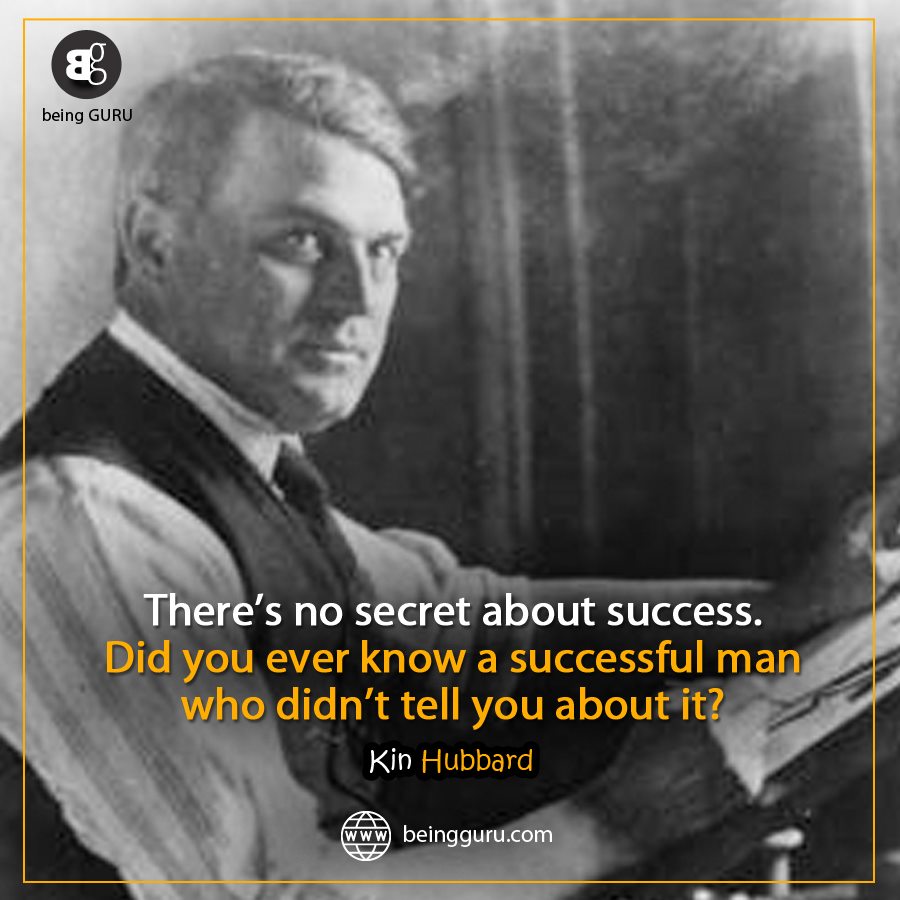 being GURU
There's no secret about success.
Did you ever know a successful man
who didn't tell you about it?
Kin Hubbard
www beingguru.com